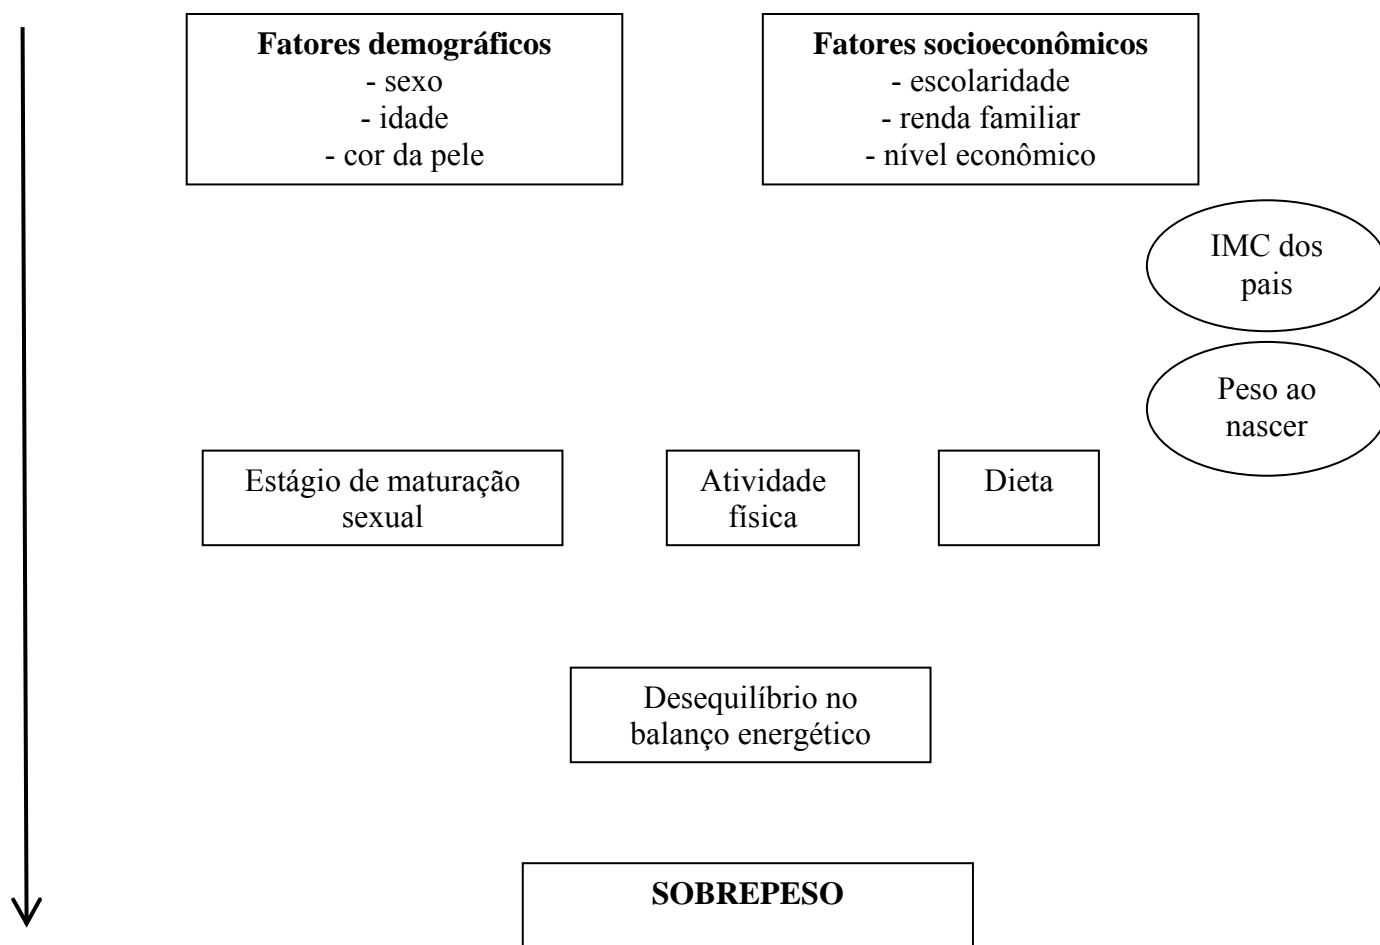 Fatores demográficos
- sexo
- idade
- cor da pele
Fatores socioeconômicos
- escolaridade
- renda familiar
- nível econômico
IMC dos
pais
Peso ao
nascer
Estágio de maturação
sexual
Atividade
física
Dieta
Desequilíbrio no
balanço energético
SOBREPESO